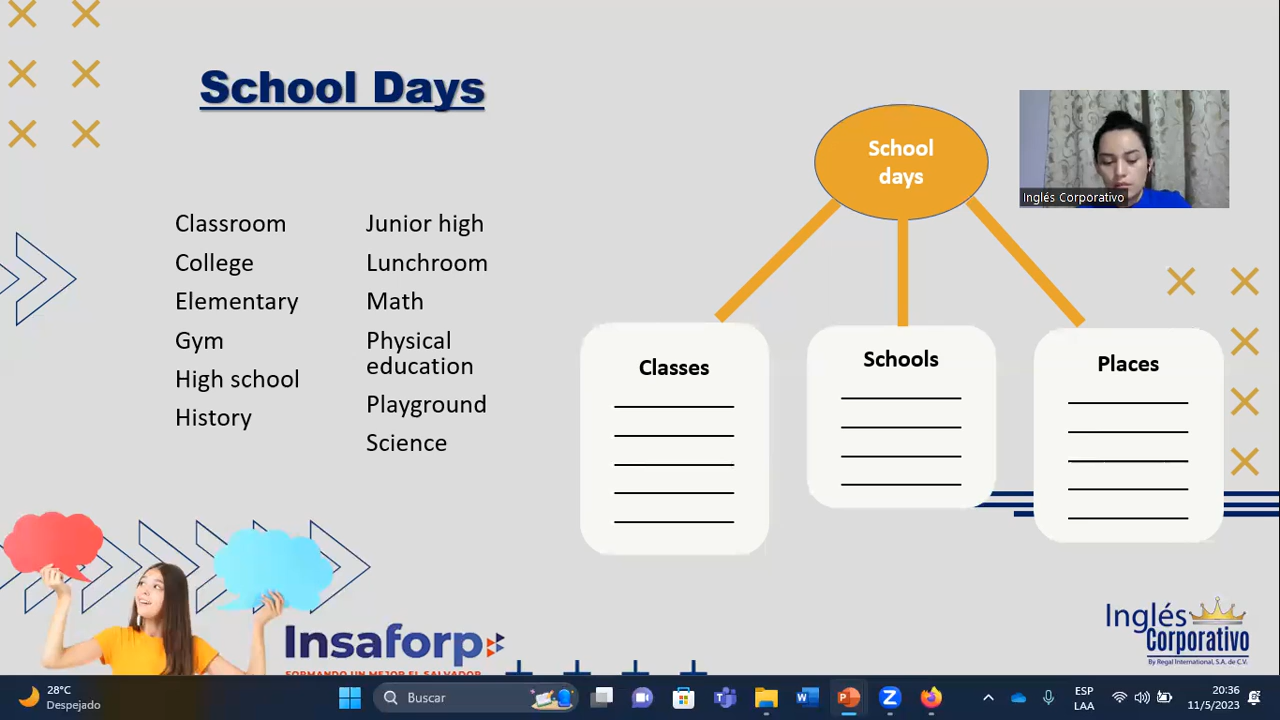 School Days
School
days
Inglés Corporativo
Classroom
College
Elementary
Gym
High school
History
Junior high
Lunchroom
Math
Physical
education
Playground
Science
Classes
Schools
Places
Insaforp
FORMANDO UN MEJOR EL SALVADOR
Inglés
Corporativo
By Regal International, S.A. de C.V.
28°C
Despejado
Buscar
ESP
LAA
20:36
11/5/2023